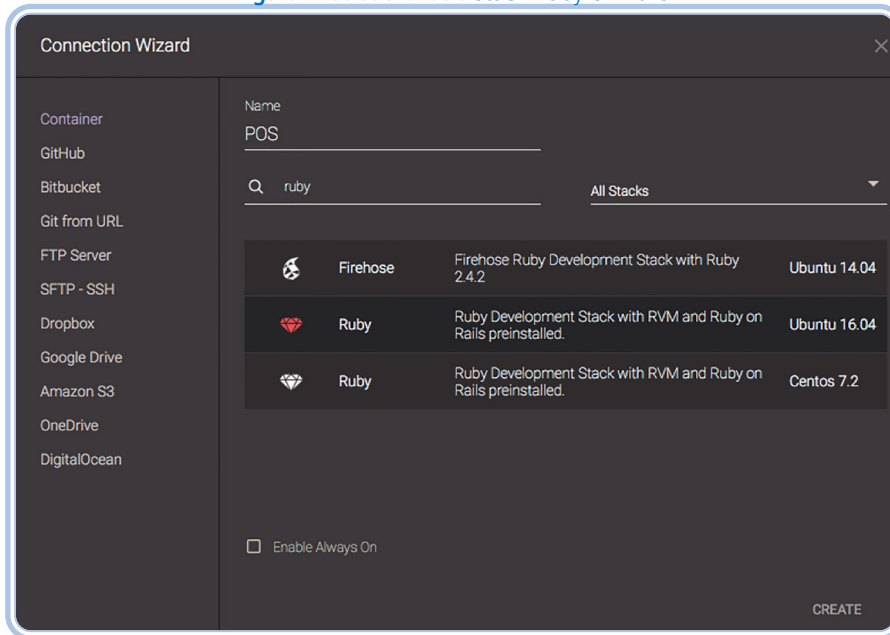 Connection Wizard
Container
GitHub
Bitbucket
Git from URL
FTP Server
SFTP - SSH
Dropbox
Google Drive
Amazon S3
OneDrive
DigitalOcean
Name
POS
ruby
All Stacks
Firehose
Firehose Ruby Development Stack with Ruby
2.4.2
Ubuntu 14.04
Ruby
Ruby Development Stack with RVM and Ruby on
Rails preinstalled.
Ubuntu 16.04
Ruby
Ruby Development Stack with RVM and Ruby on
Rails preinstalled.
Centos 7.2
Enable Always On
CREATE